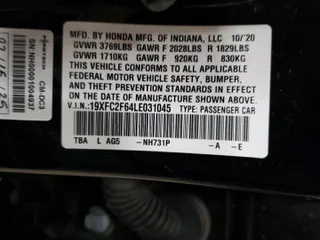 MFD. BY HONDA MFG. OF INDIANA, LLC 10/'20
GVWR 3769LBS GAWR F 2028LBS R 1829LBS
GVWR 1710KG GAWR F 920KG R 830KG
THIS VEHICLE CONFORMS TO ALL APPLICABLE
FEDERAL MOTOR VEHICLE SAFETY, BUMPER,
AND THEFT PREVENTION STANDARDS IN EFFECT
ON THE DATE OF MANUFACTURE SHOWN ABOVE.
V.I.N.: 19XFC2F64LE031045 TYPE: PASSENGER CAR
TBA L AG5 -NH731P -A -E
CM-DC3